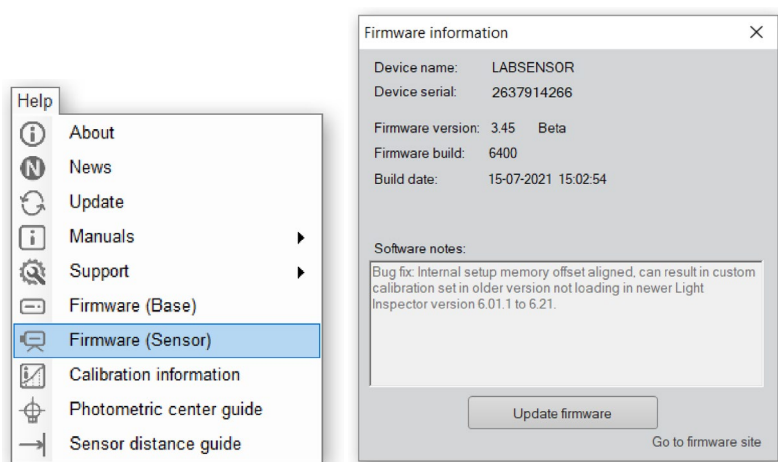 Help
About
News
Update
Manuals
Support
Firmware (Base)
Firmware (Sensor)
Calibration information
Photometric center guide
Sensor distance guide
Firmware information
Device name: LABSENSOR
Device serial: 2637914266
Firmware version: 3.45 Beta
Firmware build: 6400
Build date: 15-07-2021 15:02:54
Software notes:
Bug fix: Internal setup memory offset aligned, can result in custom
calibration set in older version not loading in newer Light
Inspector version 6.01.1 to 6.21.
Update firmware
Go to firmware site